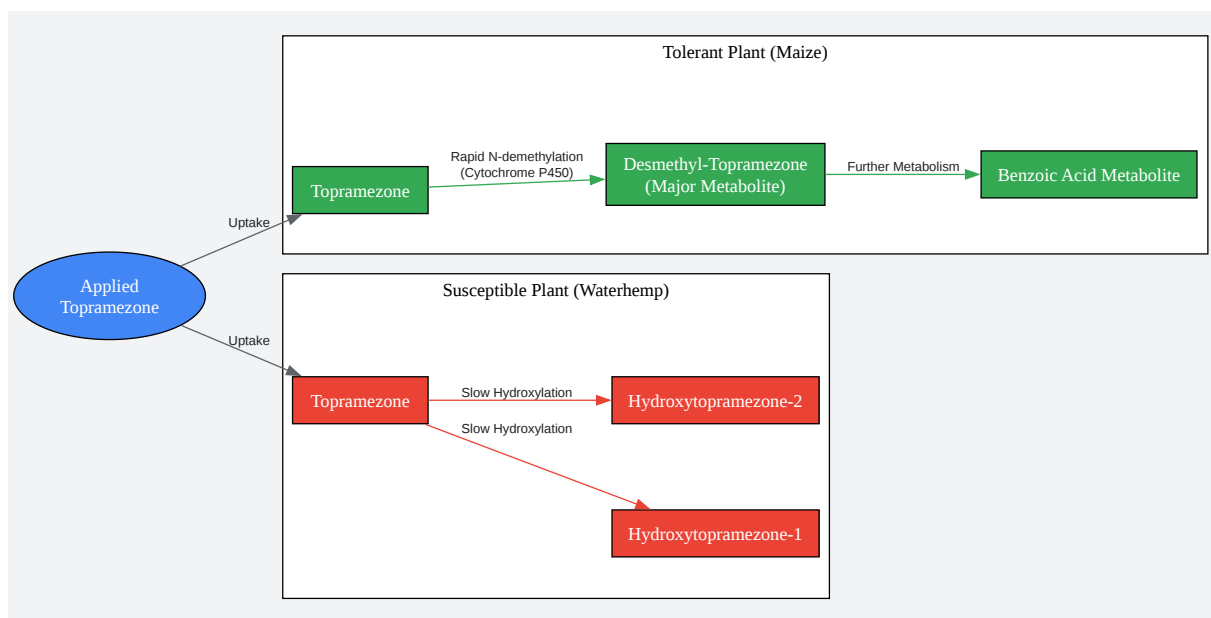 Tolerant Plant (Maize)
Topramezone
Rapid N-demethylation
(Cytochrome P450)
Desmethyl-Topramezone
(Major Metabolite)
Further Metabolism
Benzoic Acid Metabolite
Uptake
Applied
Topramezone
Uptake
Susceptible Plant (Waterhemp)
Topramezone
Slow Hydroxylation
Hydroxytopramezone-2
Slow Hydroxylation
Hydroxytopramezone-1